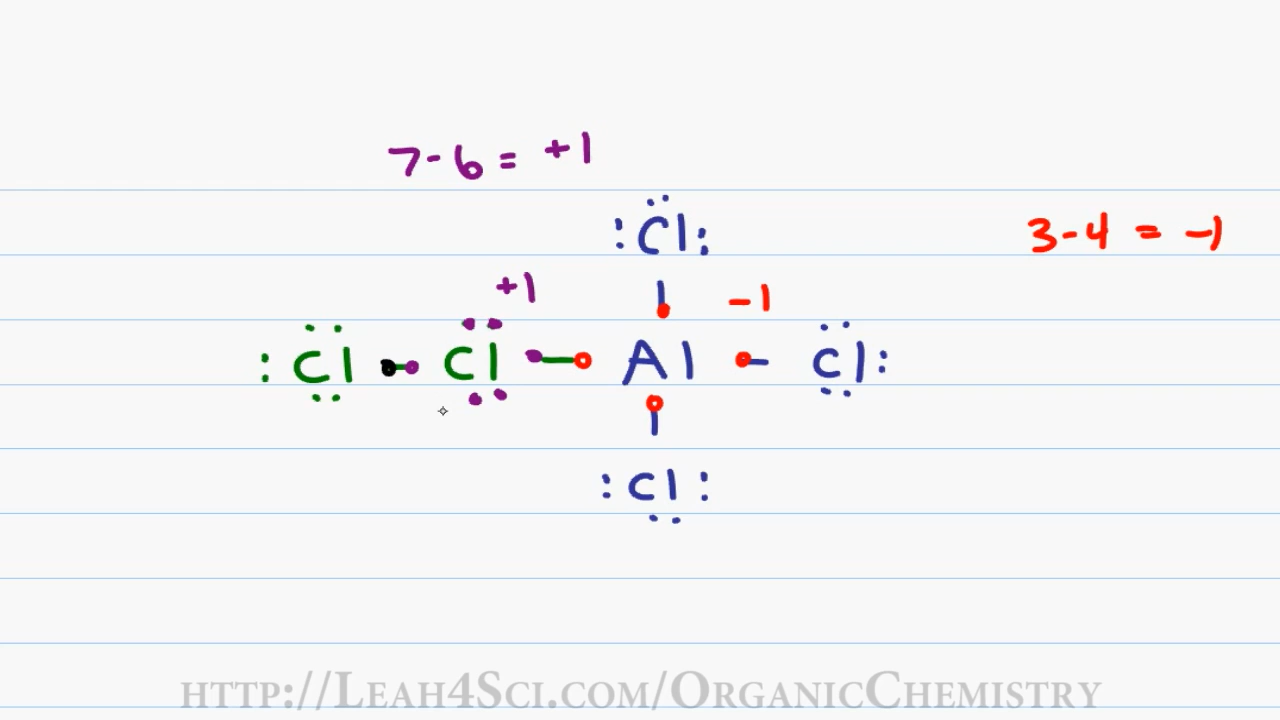 7-6 = +1
:Cl:
3-4 = -1
+1
-1
:Cl - Cl - Al - Cl:
:Cl:
http://Leah4Sci.com/OrganicChemistry